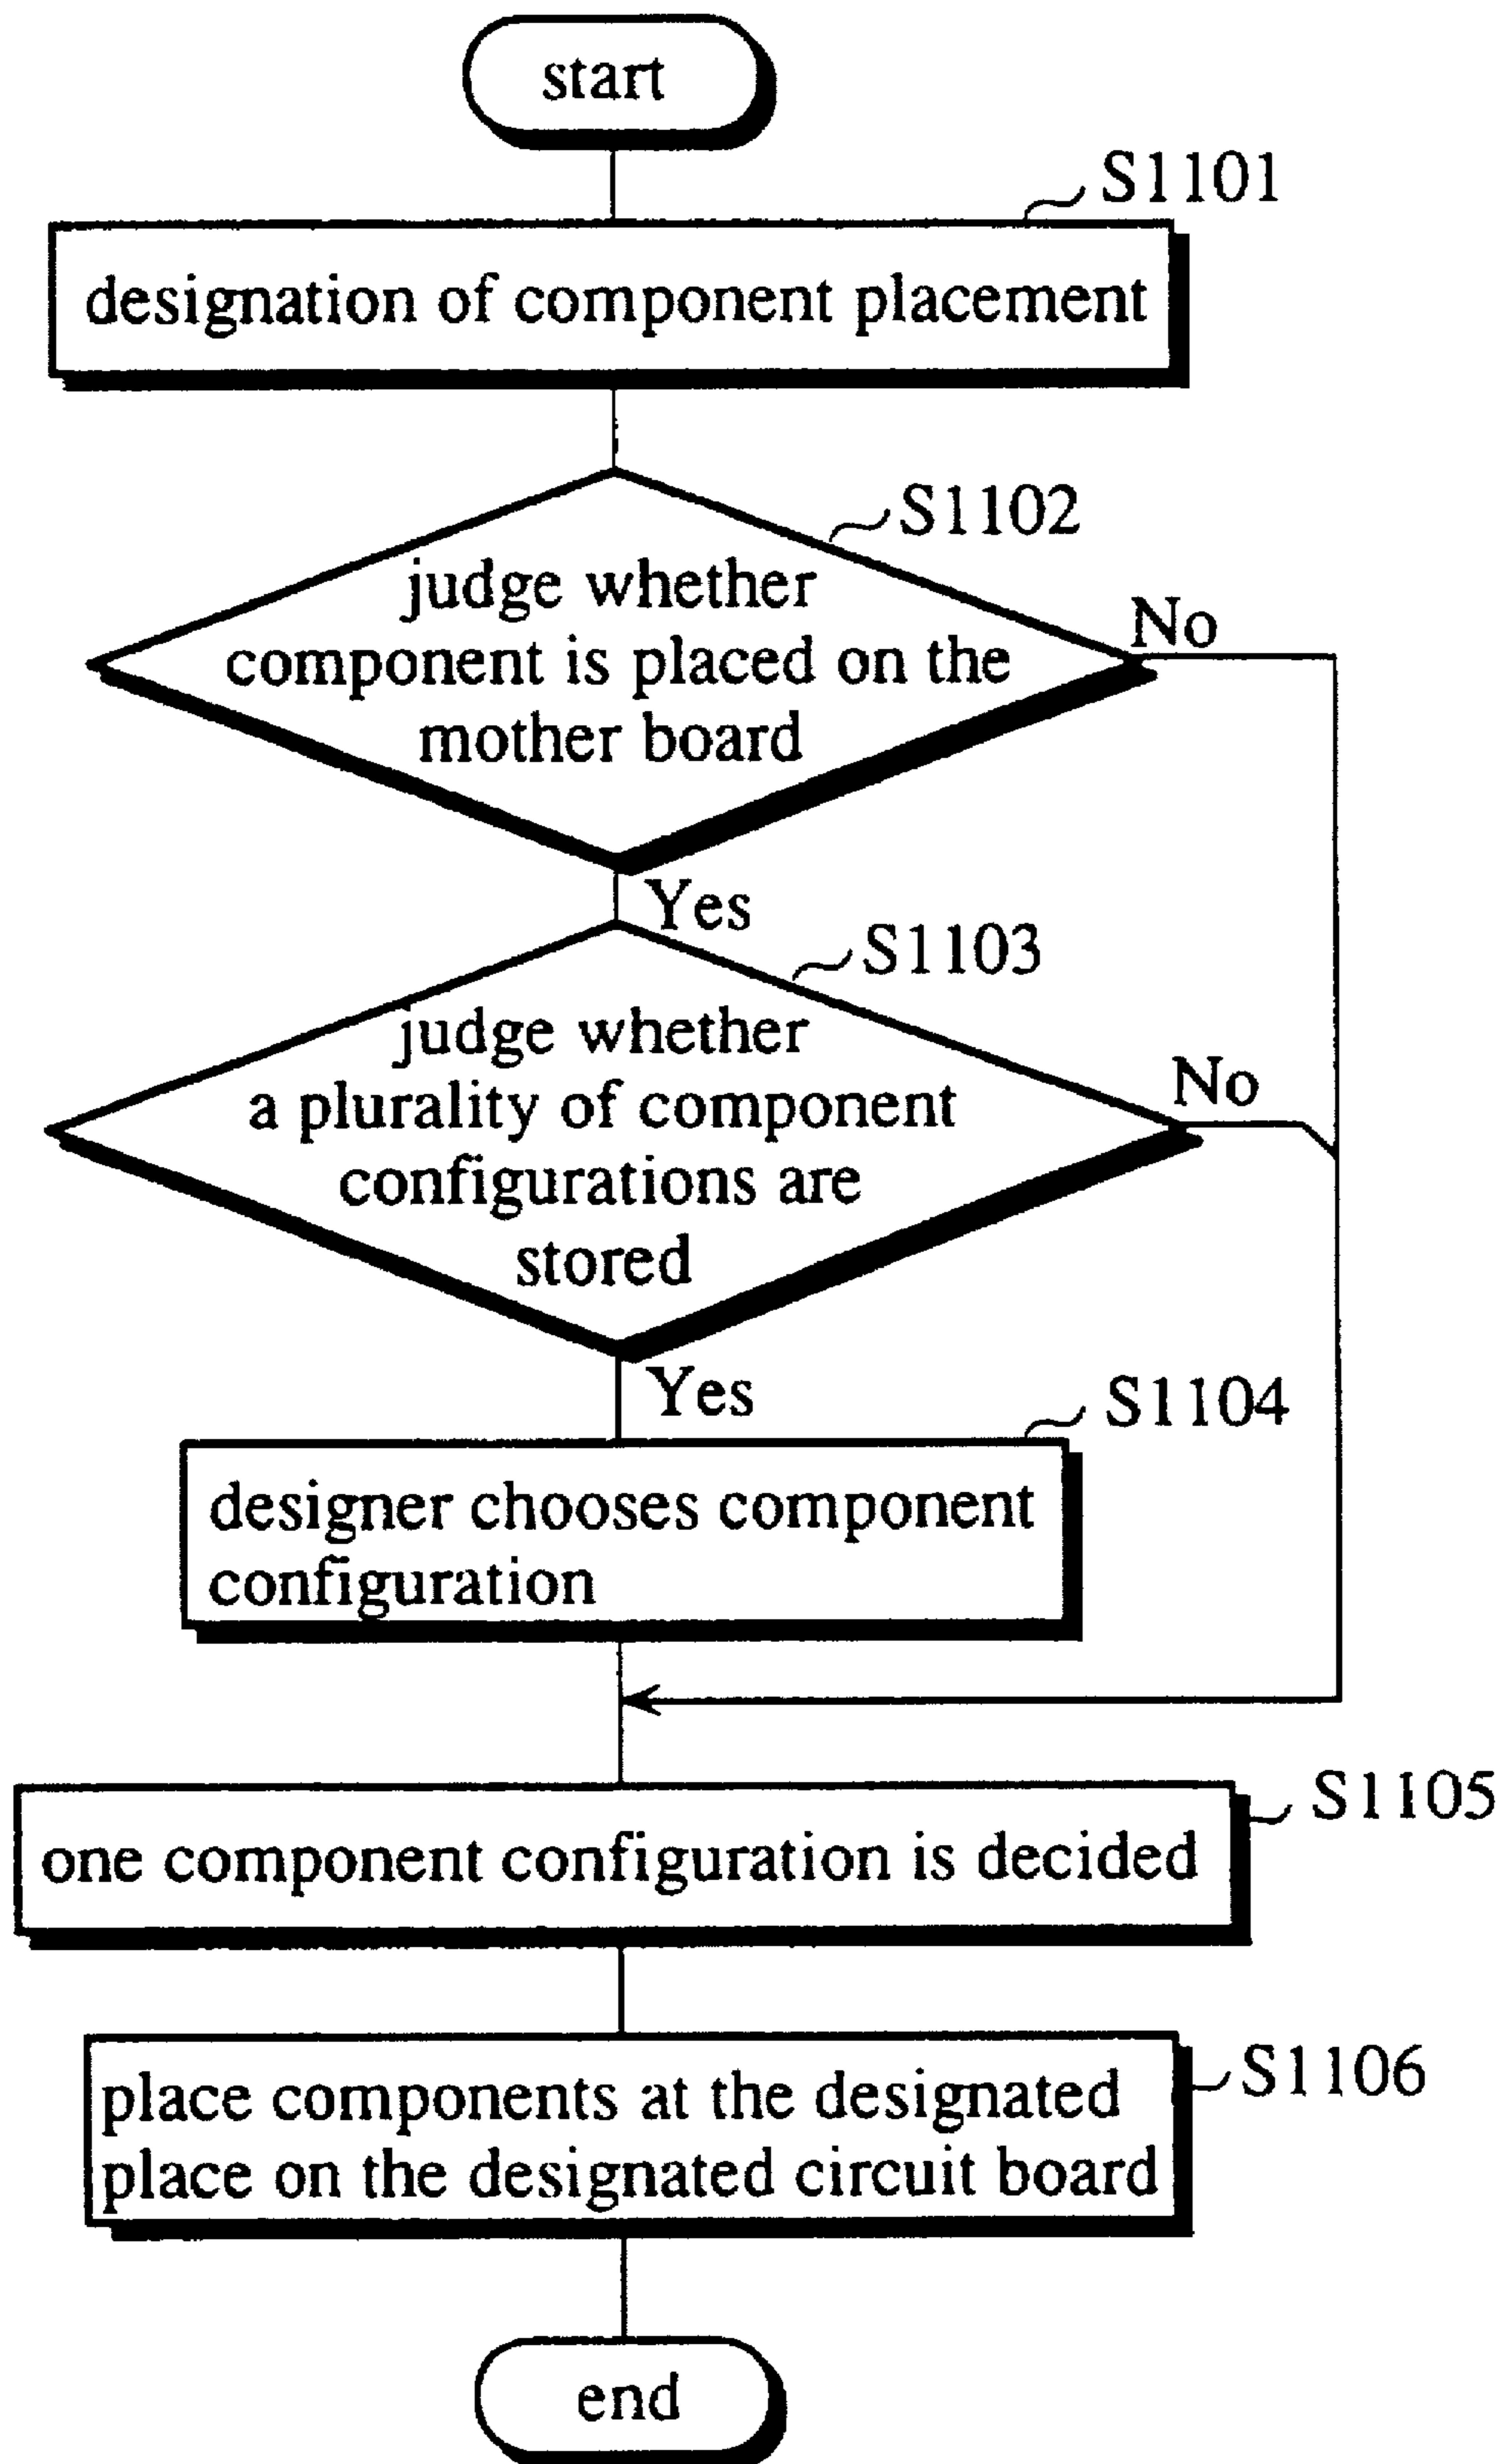 start
S1101
designation of component placement
S1102
judge whether
component is placed on the
mother board
No
Yes
S1103
judge whether
a plurality of component
configurations are
stored
No
Yes
S1104
designer chooses component
configuration
S1105
one component configuration is decided
S1106
place components at the designated
place on the designated circuit board
end